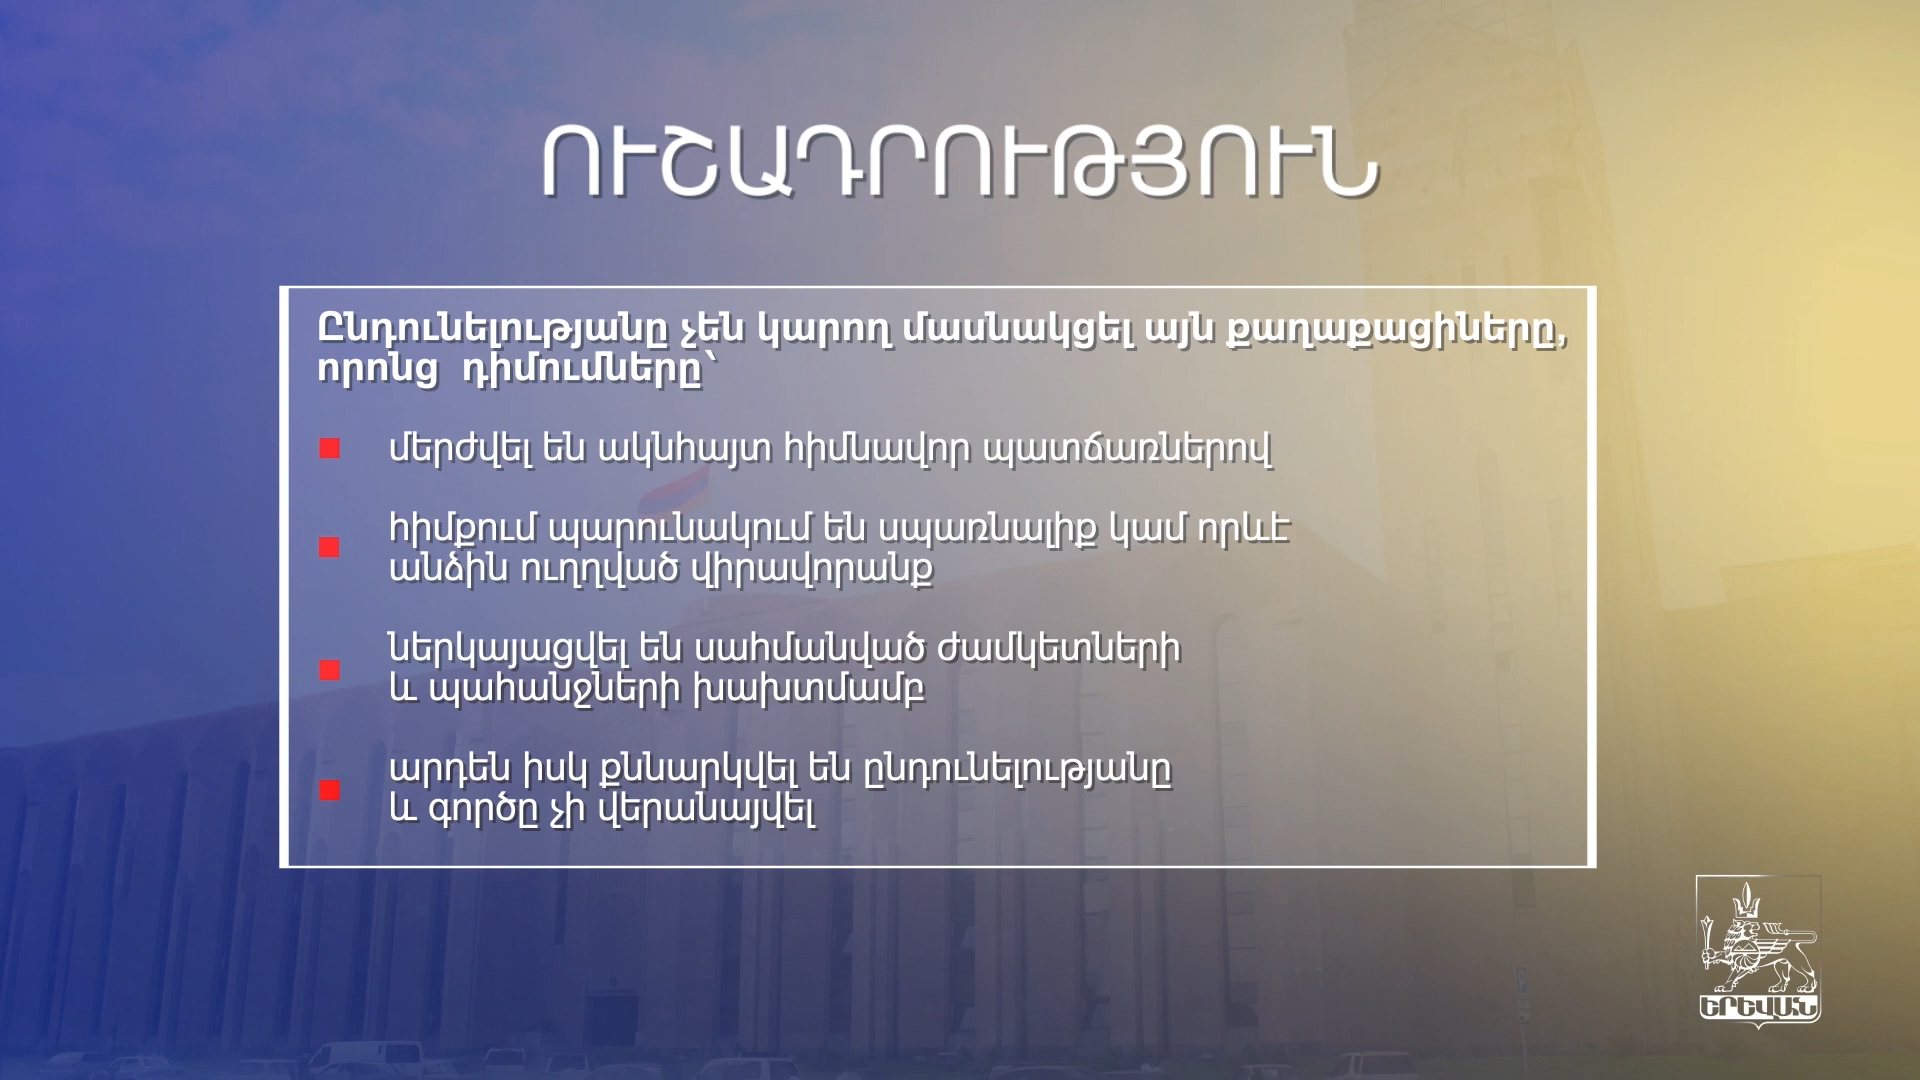 ՈՒՇԱԴՐՈՒԹՅՈՒՆ
Ընդունելությանը չեն կարող մասնակցել այն քաղաքացիները,
որոնց դիմումները՝
մերժվել են ակնհայտ հիմնավոր պատճառներով
հիմքում պարունակում են սպառնալիք կամ որևէ
անձին ուղղված վիրավորանք
ներկայացվել են սահմանված ժամկետների
և պահանջների խախտմամբ
արդեն իսկ քննարկվել են ընդունելությանը
և գործը չի վերանայվել
ԵՐԵՎԱՆ